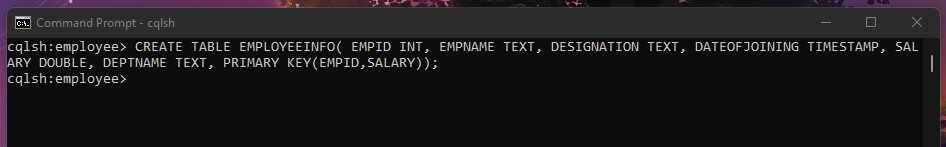 Command Prompt - cqlsh
cqlsh:employee> CREATE TABLE EMPLOYEEINFO( EMPID INT, EMPNAME TEXT, DESIGNATION TEXT, DATEOFJOINING TIMESTAMP, SAL
ARY DOUBLE, DEPTNAME TEXT, PRIMARY KEY(EMPID,SALARY));
cqlsh:employee>